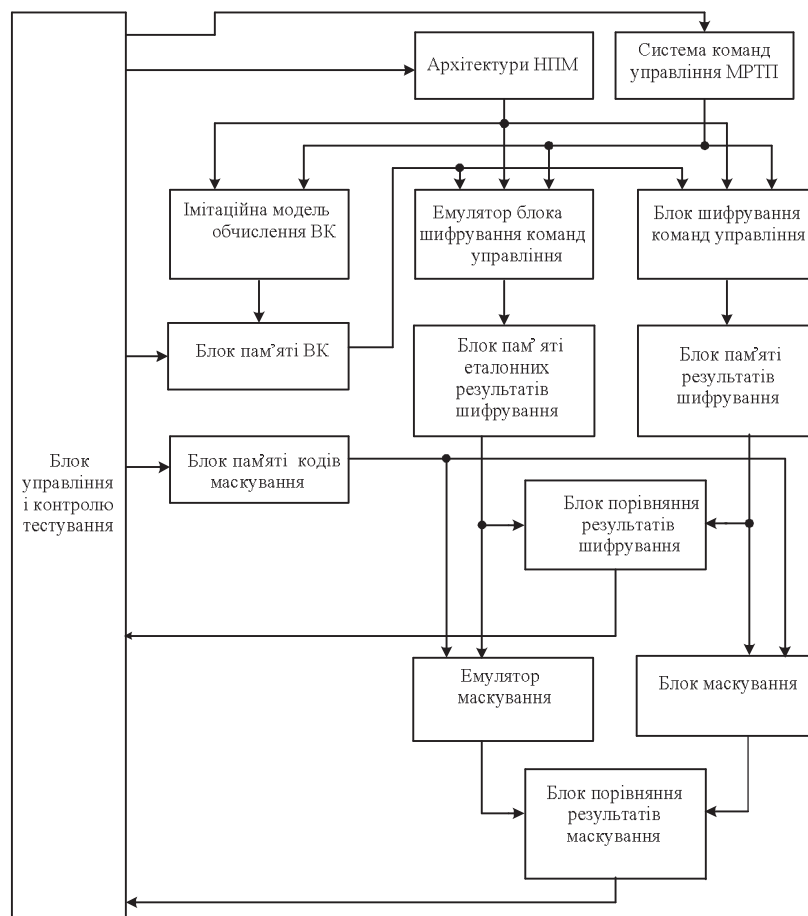 Архітектури НПМ
Система команд
управління МРТП
Імітаційна модель
обчислення ВК
Емулятор блока
шифрування команд
управління
Блок шифрування
команд управління
Блок пам’яті ВК
Блок пам’ яті
еталонних
результатів
шифрування
Блок пам’яті
результатів
шифрування
Блок
управління
і контролю
тестування
Блок пам’яті кодів
маскування
Блок порівняння
результатів
шифрування
Емулятор
маскування
Блок маскування
Блок порівняння
результатів
маскування